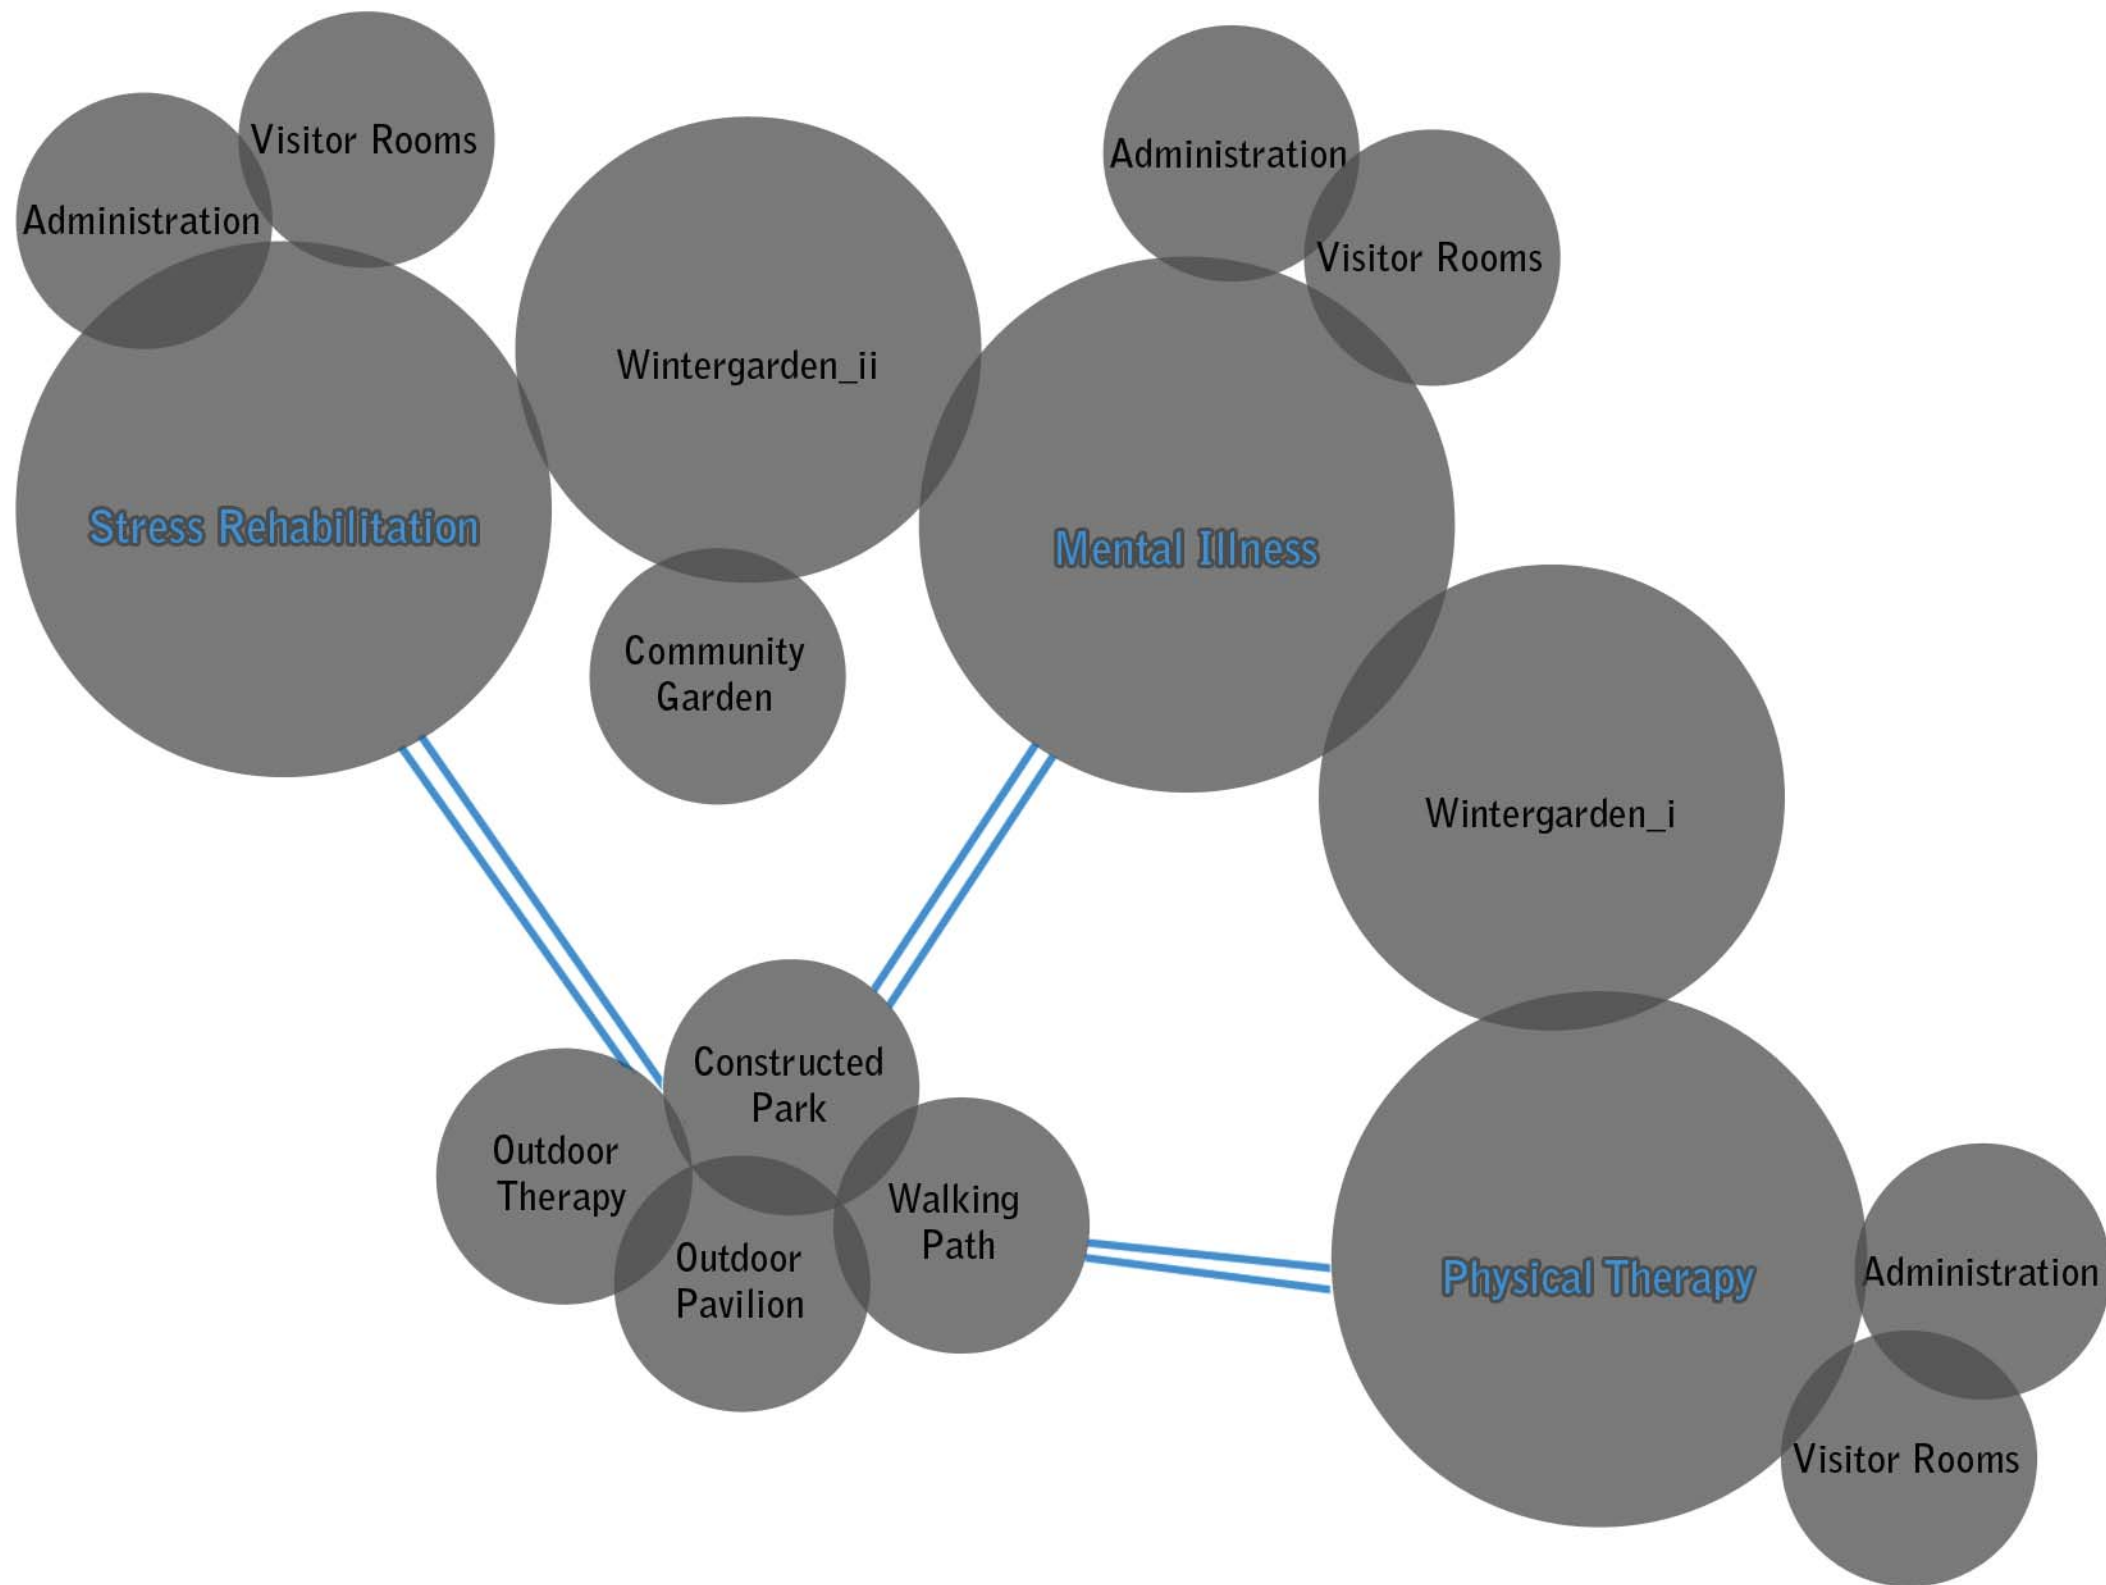 Visitor Rooms
Administration
Administration
Visitor Rooms
Wintergarden_ii
Stress Rehabilitation
Mental Illness
Community
Garden
Wintergarden_i
Constructed
Park
Outdoor
Therapy
Walking
Path
Outdoor
Pavilion
Physical Therapy
Administration
Visitor Rooms